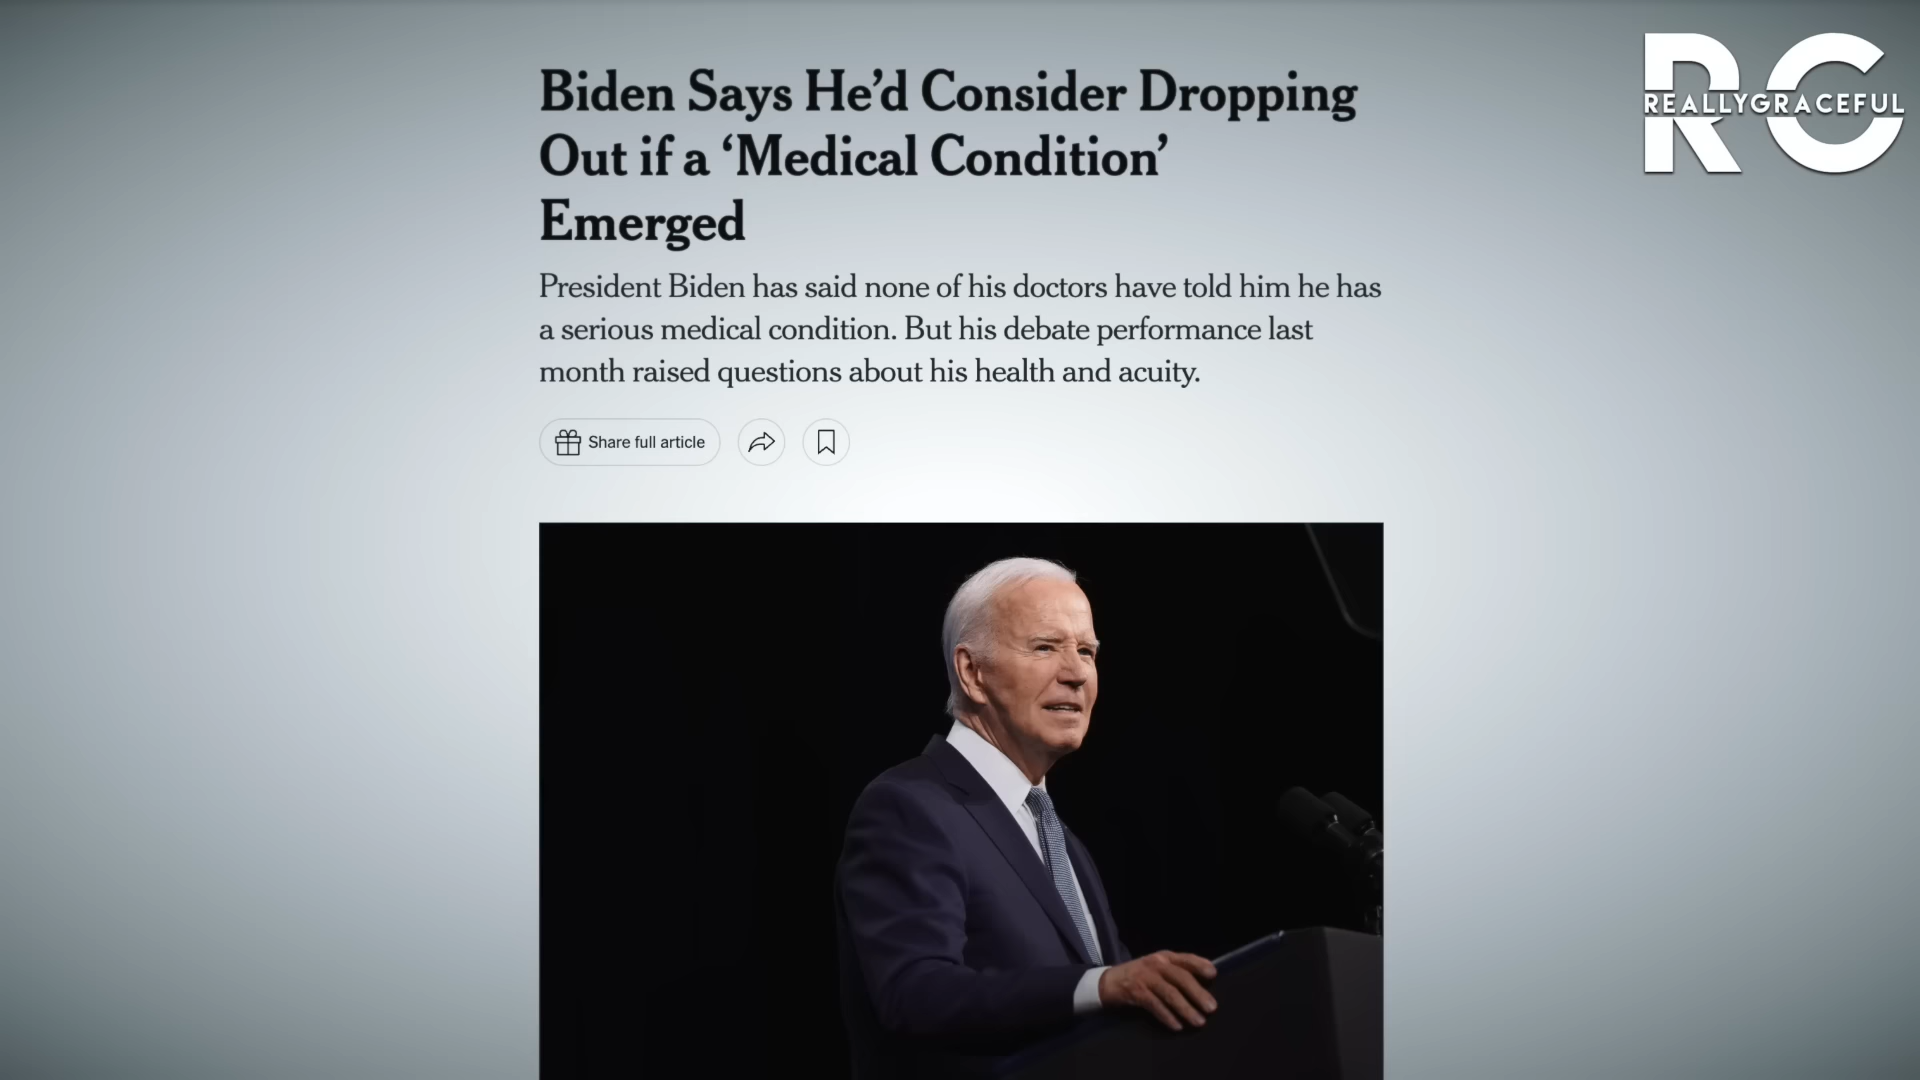 Biden Says He’d Consider Dropping
Out if a ‘Medical Condition’
Emerged
President Biden has said none of his doctors have told him he has
a serious medical condition. But his debate performance last
month raised questions about his health and acuity.
Share full article
RG
REALLYGRACEFUL